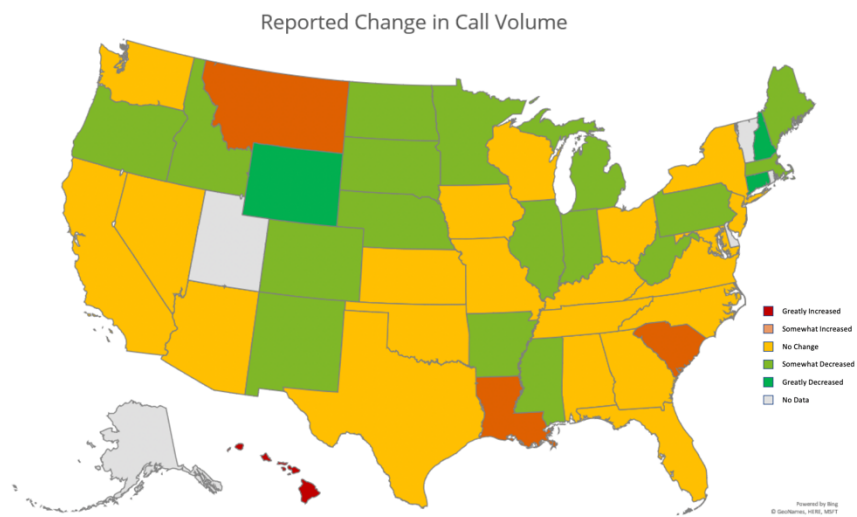 Reported Change in Call Volume
Greatly Increased
Somewhat Increased
No Change
Somewhat Decreased
Greatly Decreased
No Data
Powered by Bing
© GeoNames, HERE, MSFT